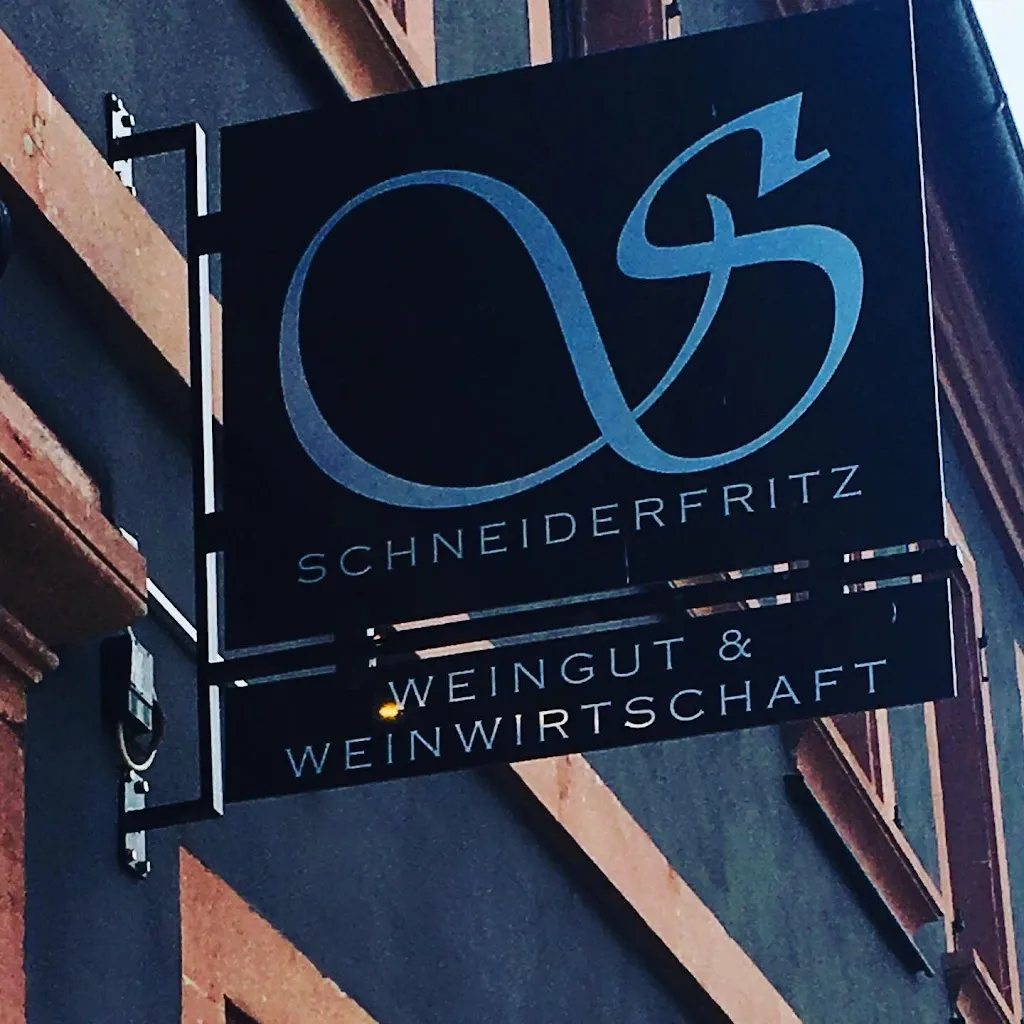 S
SCHNEIDERFRITZ
WEINGUT &
WEINWIRTSCHAFT